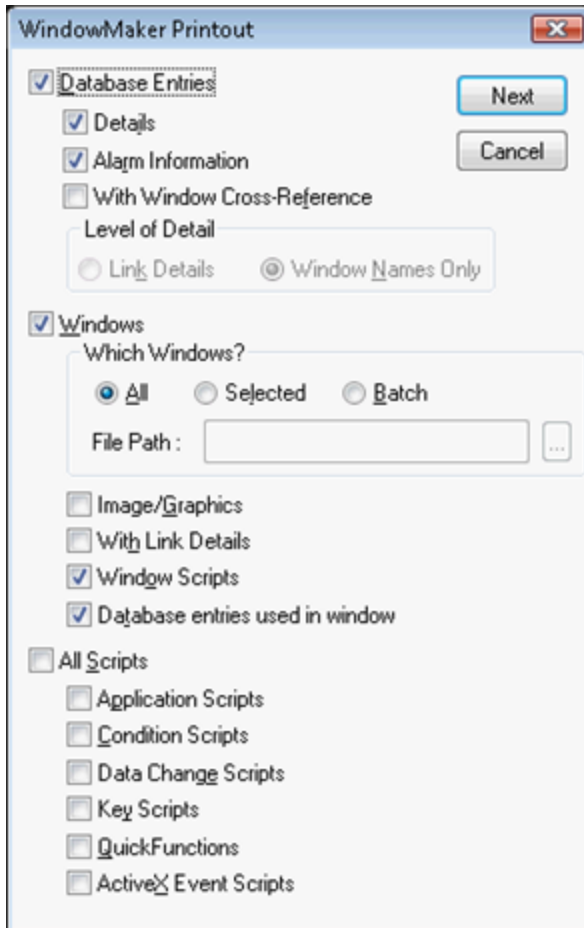 WindowMaker Printout
Database Entries
Next
Details
Alarm Information
Cancel
With Window Cross-Reference
Level of Detail
Link Details Window Names Only
Windows
Which Windows?
All Selected Batch
File Path :
...
Image/Graphics
With Link Details
Window Scripts
Database entries used in window
All Scripts
Application Scripts
Condition Scripts
Data Change Scripts
Key Scripts
QuickFunctions
ActiveX Event Scripts